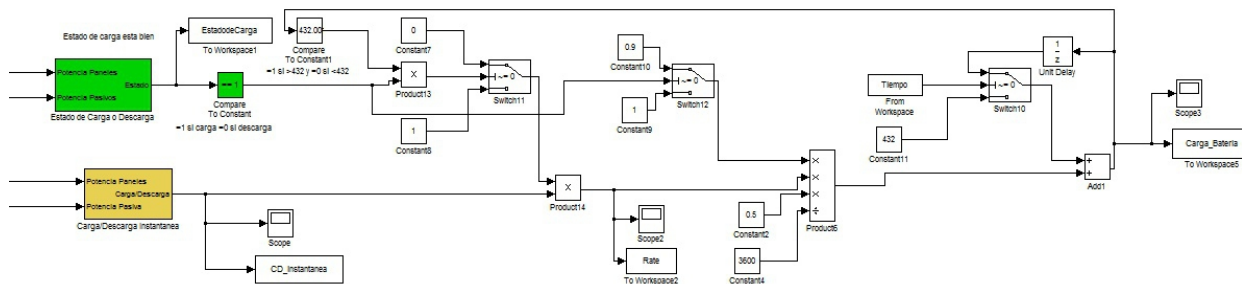 Estado de carga esta bien
Potencia Paneles
Estado
Potencia Pasivos
Estado de Carga o Descarga
EstadodeCarga
To Workspace1
== 1
Compare
To Constant
=1 si carga =0 si descarga
432.00
Compare
To Constant1
=1 si >432 y =0 si <432
×
Product13
0
Constant7
~= 0
Switch11
1
Constant8
0.9
Constant10
~= 0
Switch12
1
Constant9
Tiempo
From
Workspace
~= 0
Switch10
432
Constant11
1
z
Unit Delay
Scope3
Carga_Bateria
To Workspace5
+
+
Add1
Potencia Paneles
Carga/Descarga
Potencia Pasiva
Carga/Descarga Instantanea
Scope
CD_Instantanea
×
Product14
Scope2
Rate
To Workspace2
0.5
Constant2
3600
Constant4
×
×
×
÷
Product6